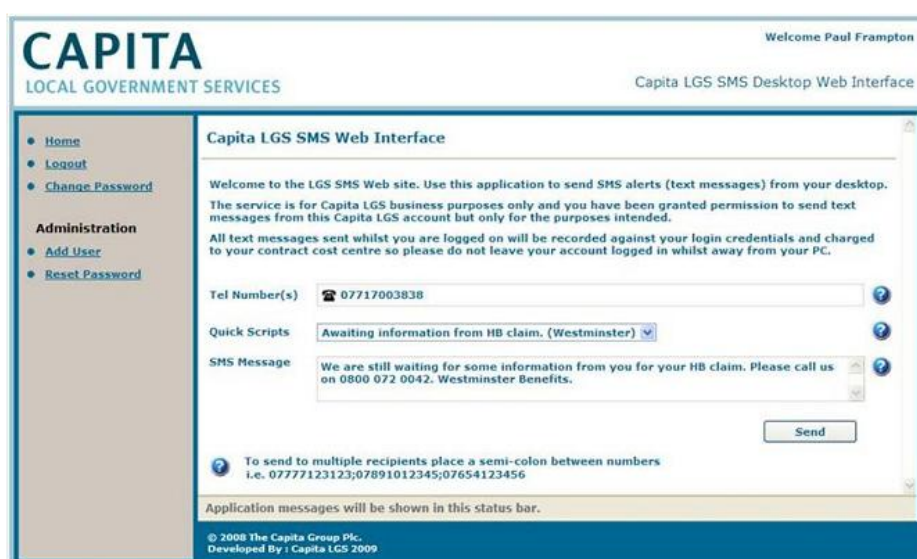 CAPITA
LOCAL GOVERNMENT SERVICES
Welcome Paul Frampton
Capita LGS SMS Desktop Web Interface
Home
Logout
Change Password
Administration
Add User
Reset Password
Capita LGS SMS Web Interface
Welcome to the LGS SMS Web site. Use this application to send SMS alerts (text messages) from your desktop.
The service is for Capita LGS business purposes only and you have been granted permission to send text
messages from this Capita LGS account but only for the purposes intended.
All text messages sent whilst you are logged on will be recorded against your login credentials and charged
to your contract cost centre so please do not leave your account logged in whilst away from your PC.
Tel Number(s) ☎ 07717003838 ?
Quick Scripts Awaiting information from HB claim. (Westminster) ?
SMS Message We are still waiting for some information from you for your HB claim. Please call us ?
on 0800 072 0042. Westminster Benefits.
Send
? To send to multiple recipients place a semi-colon between numbers
i.e. 07777123123;07891012345;07654123456
Application messages will be shown in this status bar.
© 2008 The Capita Group Plc.
Developed By : Capita LGS 2009